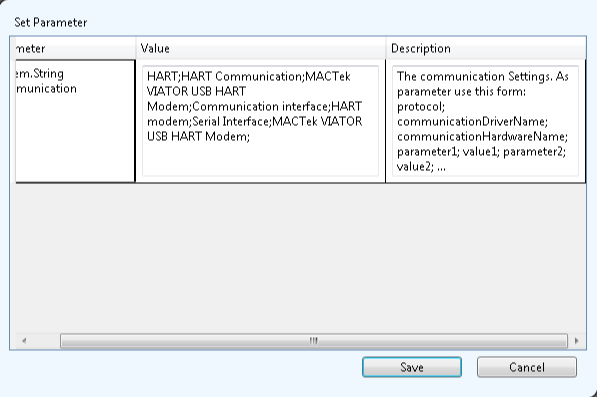 Set Parameter
meter Value Description
em.String
munication
HART;HART Communication;MACTek
VIATOR USB HART
Modem;Communication interface;HART
modem;Serial Interface;MACTek VIATOR
USB HART Modem;
The communication Settings. As
parameter use this form:
protocol;
communicationDriverName;
communicationHardwareName;
parameter1; value1; parameter2;
value2; ...
Save Cancel